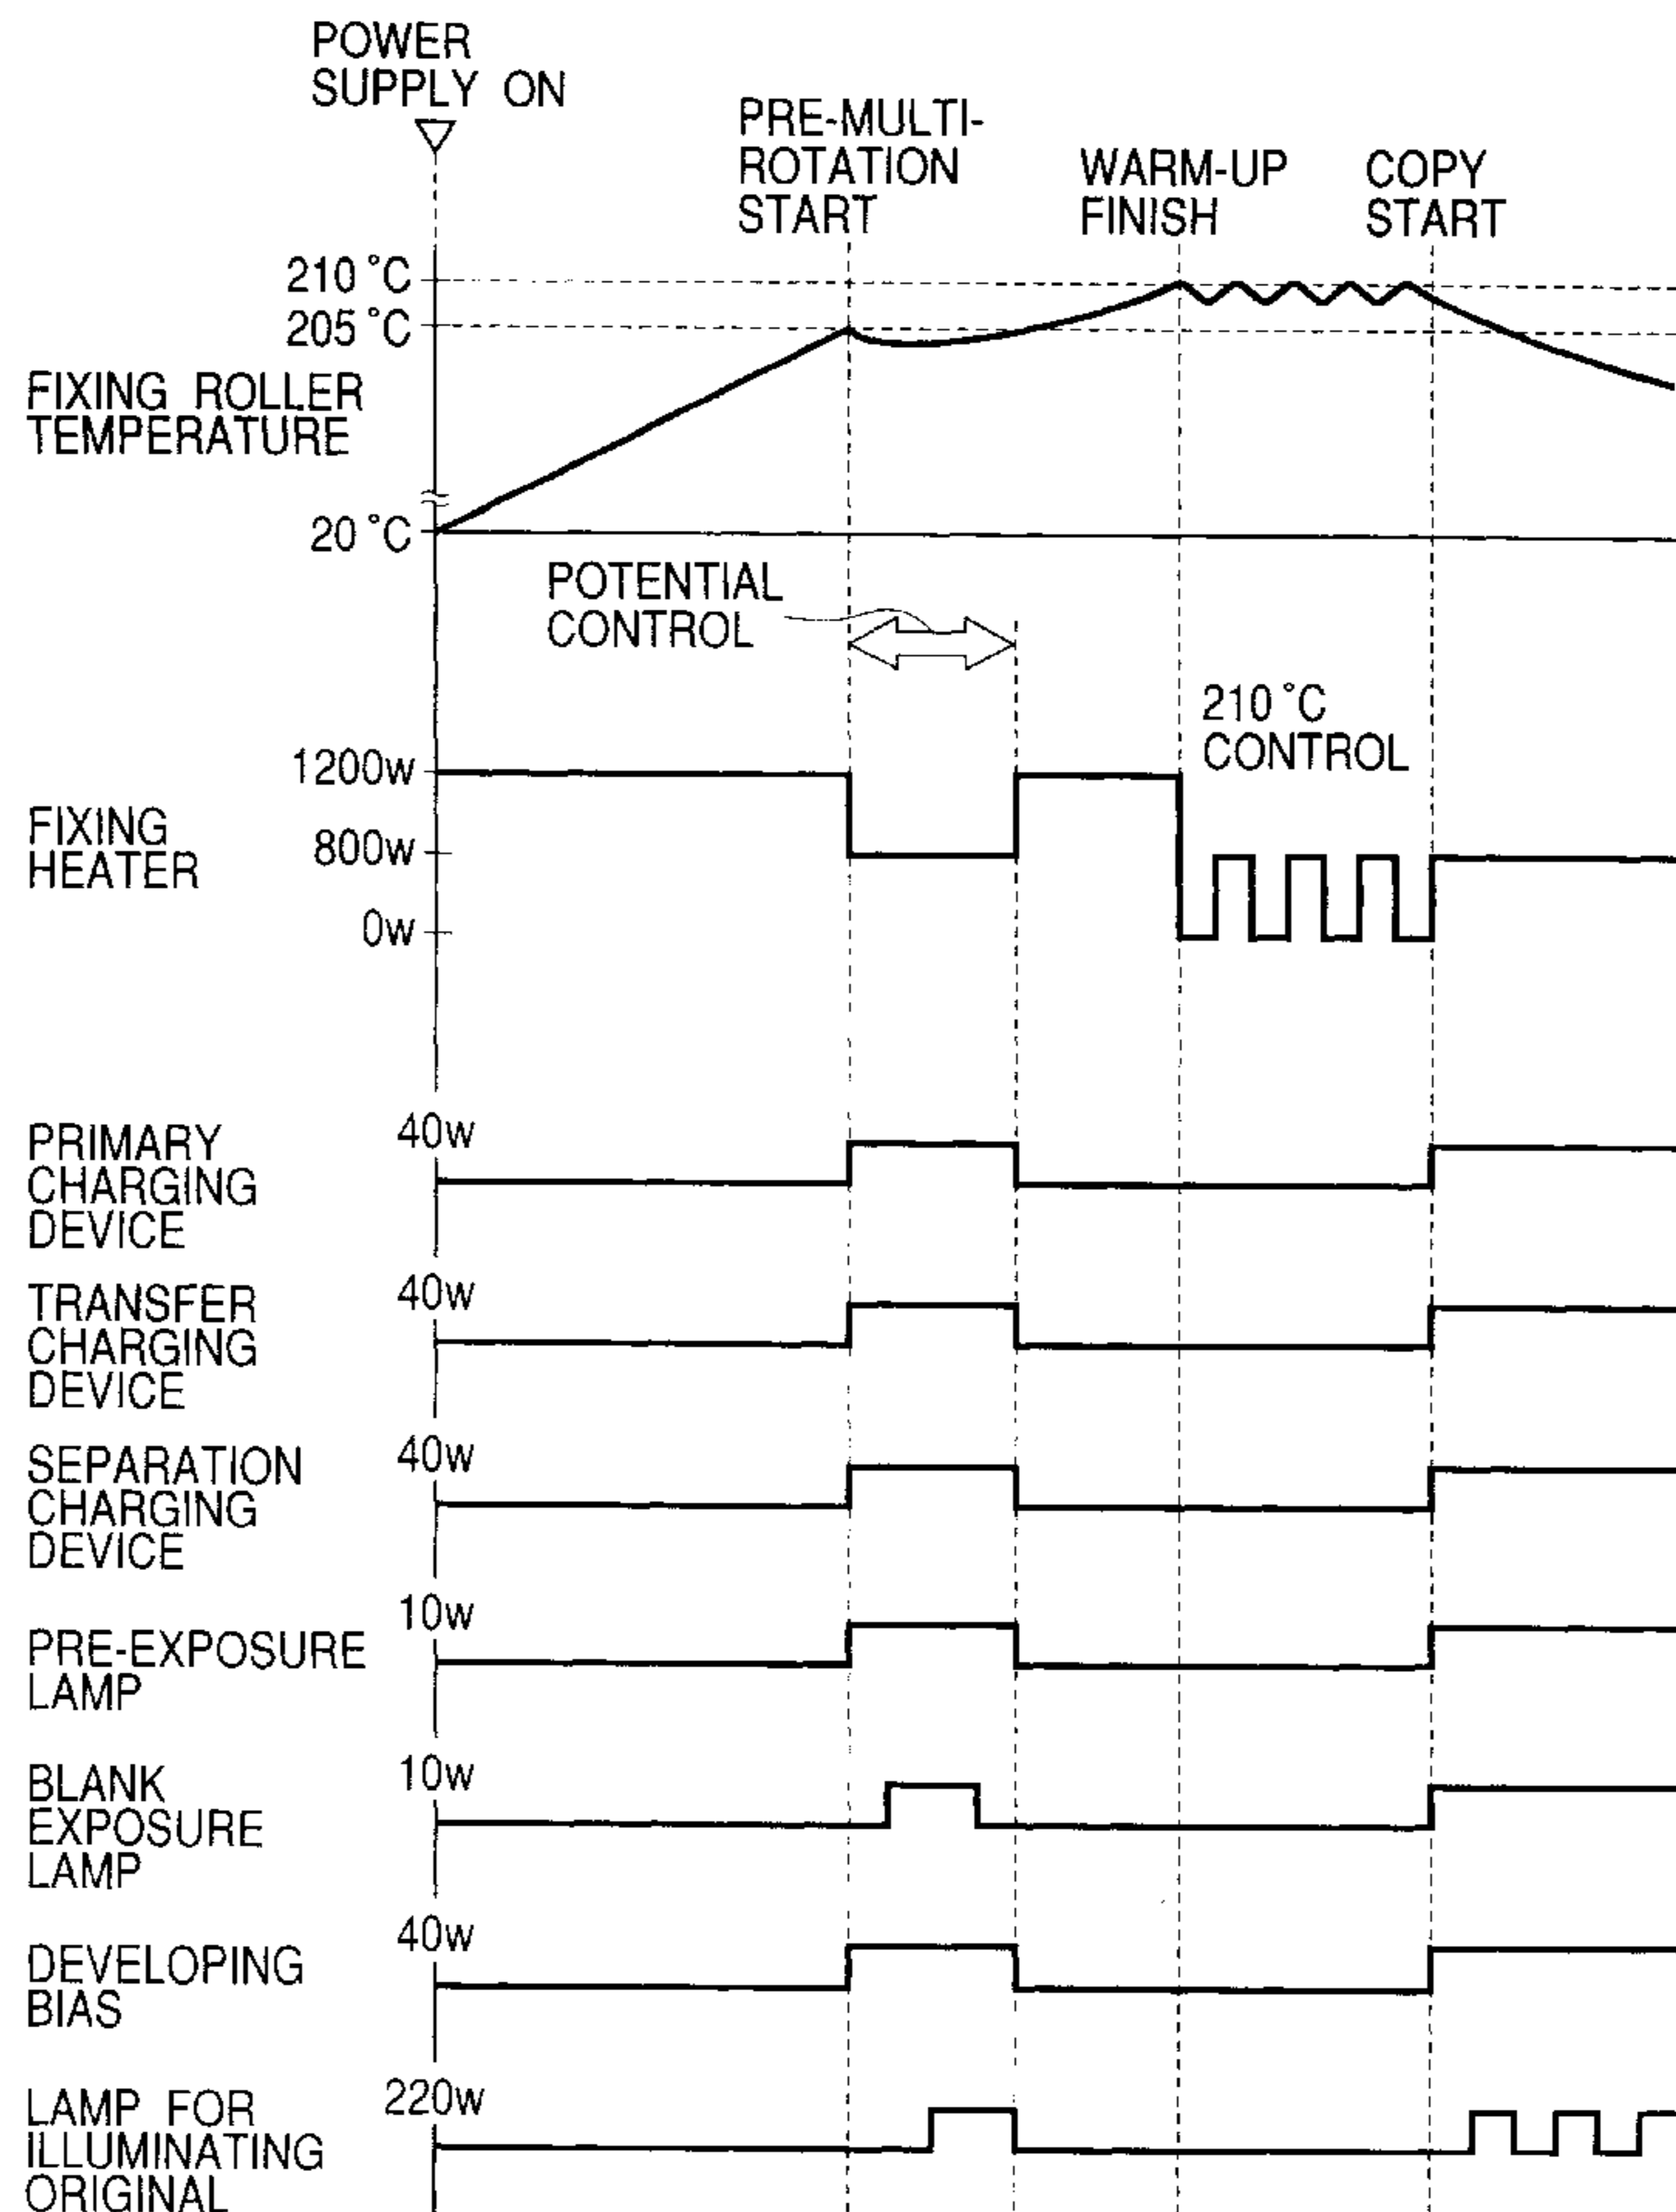 POWER
SUPPLY ON
PRE-MULTI-
ROTATION
START
WARM-UP
FINISH
COPY
START
210 °C
205 °C
FIXING ROLLER
TEMPERATURE
20 °C
POTENTIAL
CONTROL
210 °C
CONTROL
1200w
FIXING
HEATER
800w
0w
PRIMARY
CHARGING
DEVICE
40w
TRANSFER
CHARGING
DEVICE
40w
SEPARATION
CHARGING
DEVICE
40w
PRE-EXPOSURE
LAMP
10w
BLANK
EXPOSURE
LAMP
10w
DEVELOPING
BIAS
40w
LAMP FOR
ILLUMINATING
ORIGINAL
220w